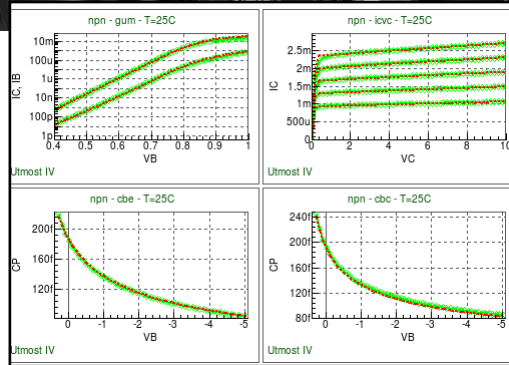 npn - gum - T=25C
IC, IB
10m
100u
1u
10n
100p
1p
0.4 0.5 0.6 0.7 0.8 0.9 1
VB
Utmost IV
npn - icvc - T=25C
IC
2.5m
2m
1.5m
1m
500u
0
0 2 4 6 8 10
VC
Utmost IV
npn - cbe - T=25C
CP
200f
160f
120f
0 -1 -2 -3 -4 -5
VB
Utmost IV
npn - cbc - T=25C
CP
240f
200f
160f
120f
80f
0 -1 -2 -3 -4 -5
VB
Utmost IV